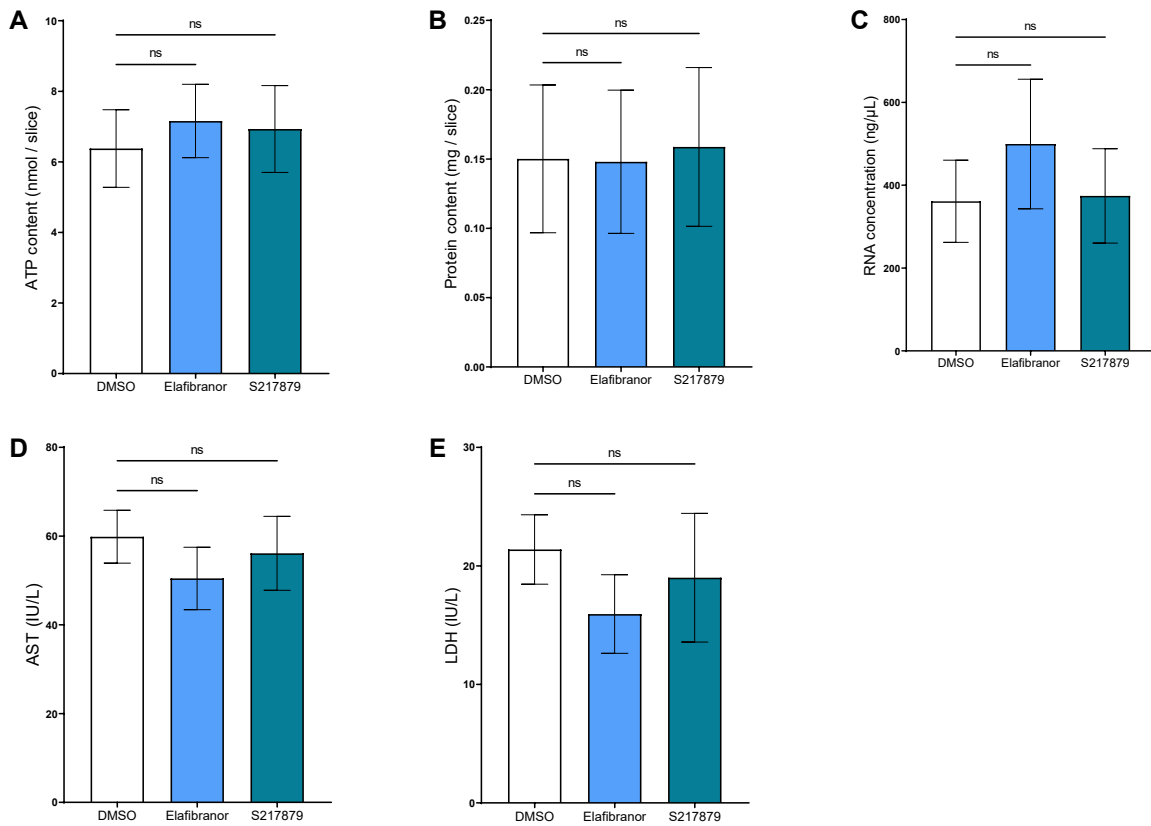 A
ATP content (nmol / slice)
10
8
6
4
2
0
ns
ns
DMSO
Elafibranor
S217879
B
Protein content (mg / slice)
0.25
0.20
0.15
0.10
0.05
0.00
ns
ns
DMSO
Elafibranor
S217879
C
RNA concentration (ng/µL)
800
600
400
200
0
ns
ns
DMSO
Elafibranor
S217879
D
AST (IU/L)
80
60
40
20
0
ns
ns
DMSO
Elafibranor
S217879
E
LDH (IU/L)
30
20
10
0
ns
ns
DMSO
Elafibranor
S217879